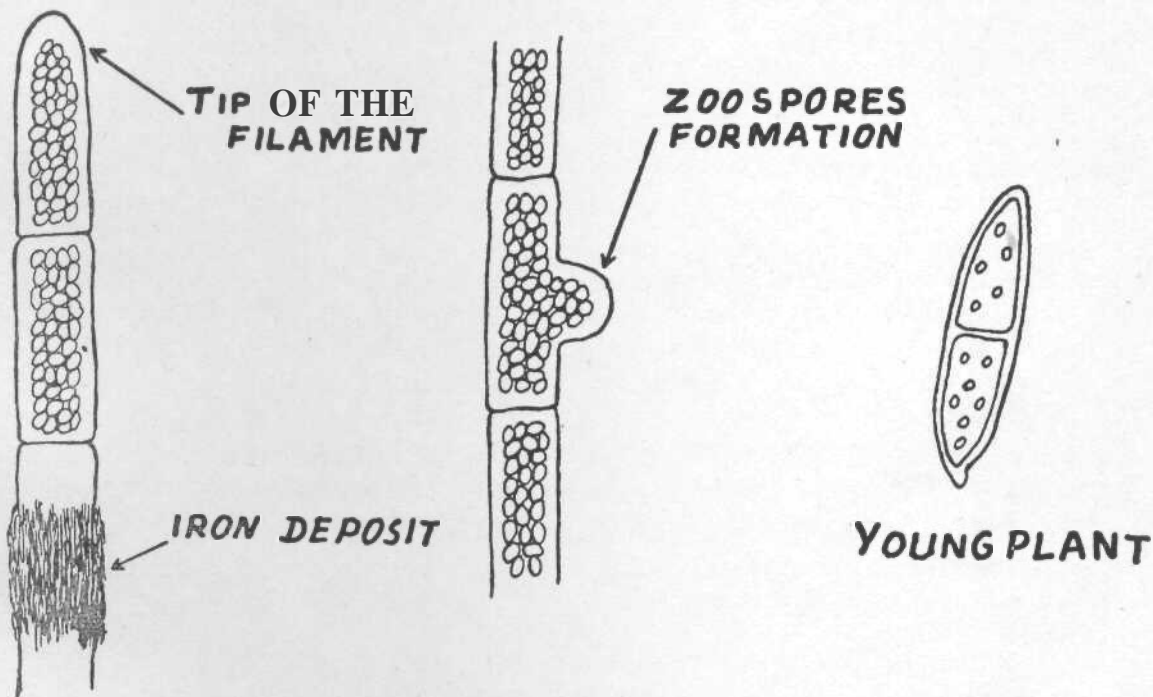 TIP OF THE
FILAMENT
ZOOSPORES
FORMATION
IRON DEPOSIT
YOUNG PLANT